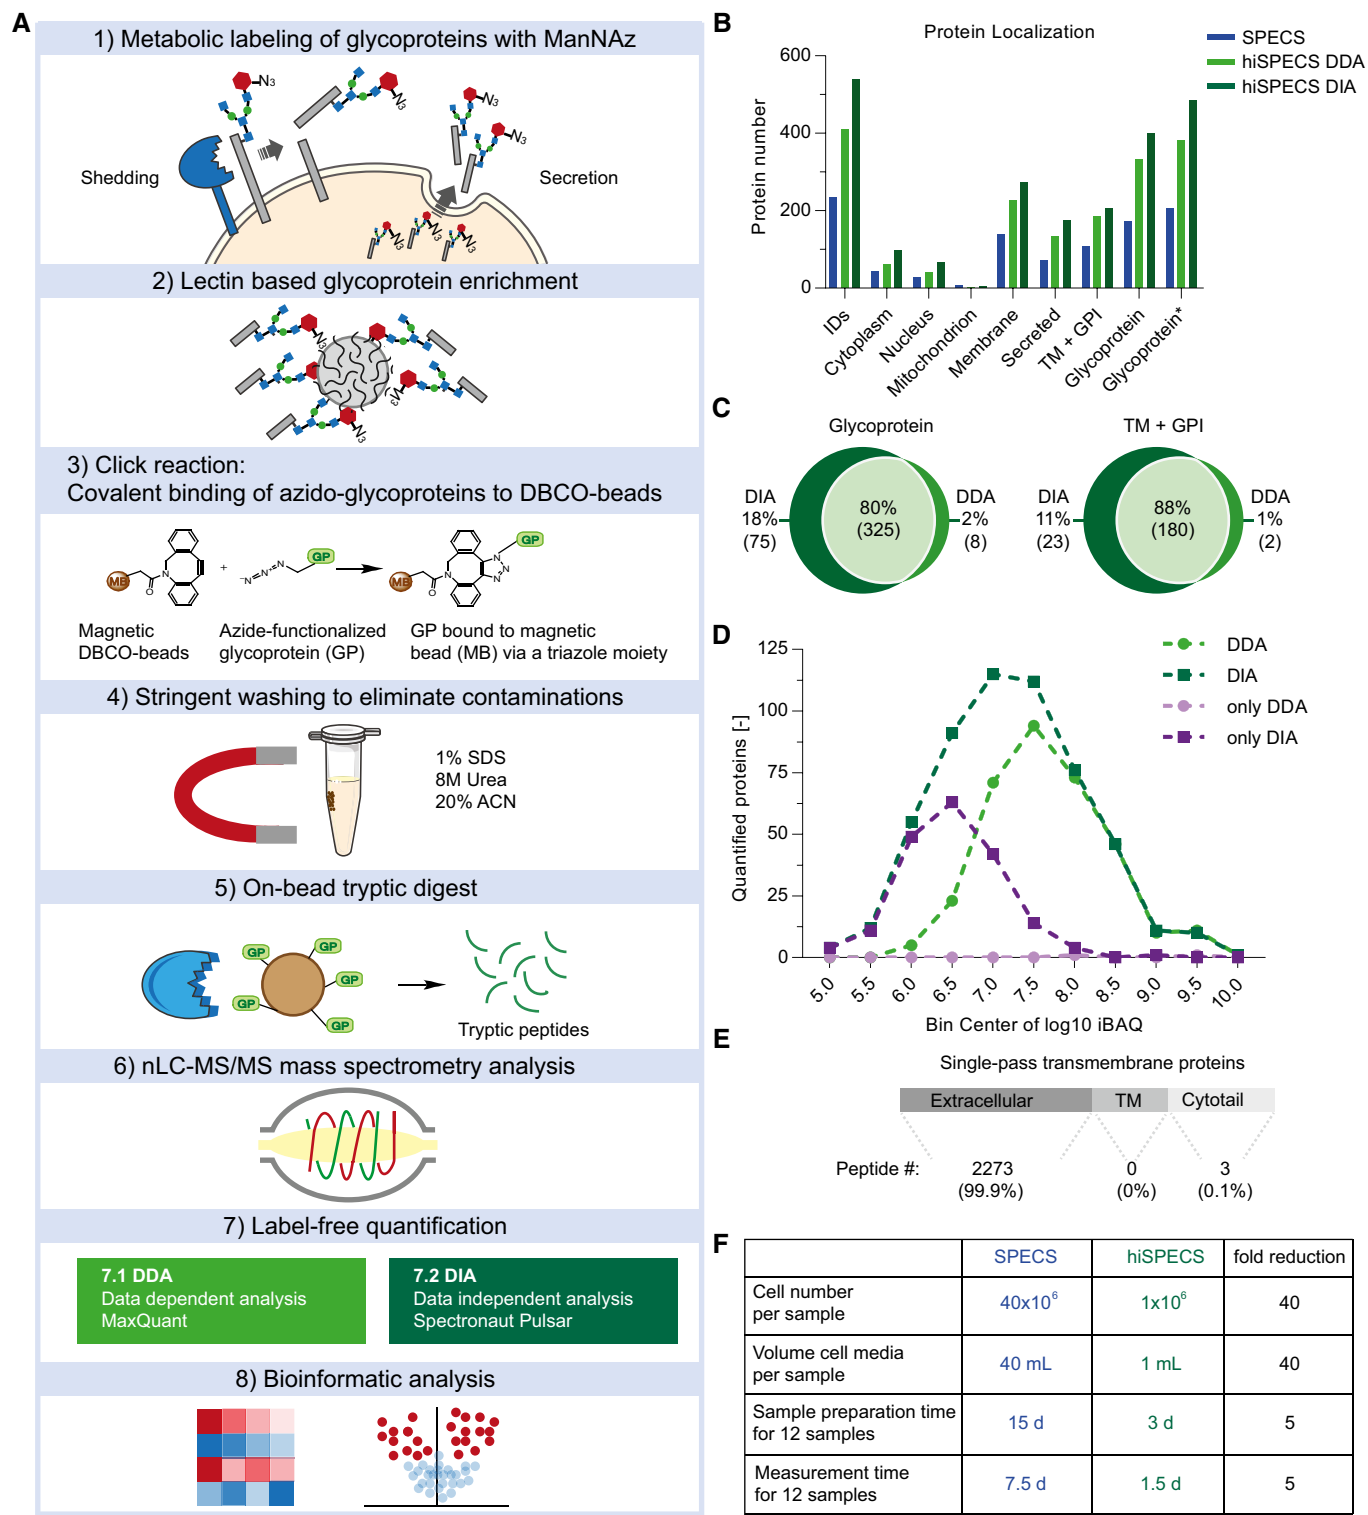 A
1) Metabolic labeling of glycoproteins with ManNAz
N3
N3
N3
N3
Shedding
Secretion
N3
N3
N3
2) Lectin based glycoprotein enrichment
N3
N3
N3
3) Click reaction:
Covalent binding of azido-glycoproteins to DBCO-beads
MB
N
O
+
−N
N+
N
GP
MB
N
O
N
N
N
GP
Magnetic
DBCO-beads
Azide-functionalized
glycoprotein (GP)
GP bound to magnetic
bead (MB) via a triazole moiety
4) Stringent washing to eliminate contaminations
1% SDS
8M Urea
20% ACN
5) On-bead tryptic digest
GP
GP
GP
GP
GP
Tryptic peptides
6) nLC-MS/MS mass spectrometry analysis
7) Label-free quantification
7.1 DDA
Data dependent analysis
MaxQuant
7.2 DIA
Data independent analysis
Spectronaut Pulsar
8) Bioinformatic analysis
B
Protein Localization
SPECS
hiSPECS DDA
hiSPECS DIA
Protein number
600
400
200
0
IDs
Cytoplasm
Nucleus
Mitochondrion
Membrane
Secreted
TM + GPI
Glycoprotein
Glycoprotein*
C
Glycoprotein
DIA
18%
(75)
80%
(325)
DDA
2%
(8)
TM + GPI
DIA
11%
(23)
88%
(180)
DDA
1%
(2)
D
Quantified proteins [-]
125
100
75
50
25
0
DDA
DIA
only DDA
only DIA
5.0
5.5
6.0
6.5
7.0
7.5
8.0
8.5
9.0
9.5
10.0
Bin Center of log10 iBAQ
E
Single-pass transmembrane proteins
Extracellular TM Cytotail
Peptide #: 2273 0 3
(99.9%) (0%) (0.1%)
F
SPECS hiSPECS fold reduction
Cell number
per sample
40x10⁶ 1x10⁶ 40
Volume cell media
per sample
40 mL 1 mL 40
Sample preparation time
for 12 samples
15 d 3 d 5
Measurement time
for 12 samples
7.5 d 1.5 d 5